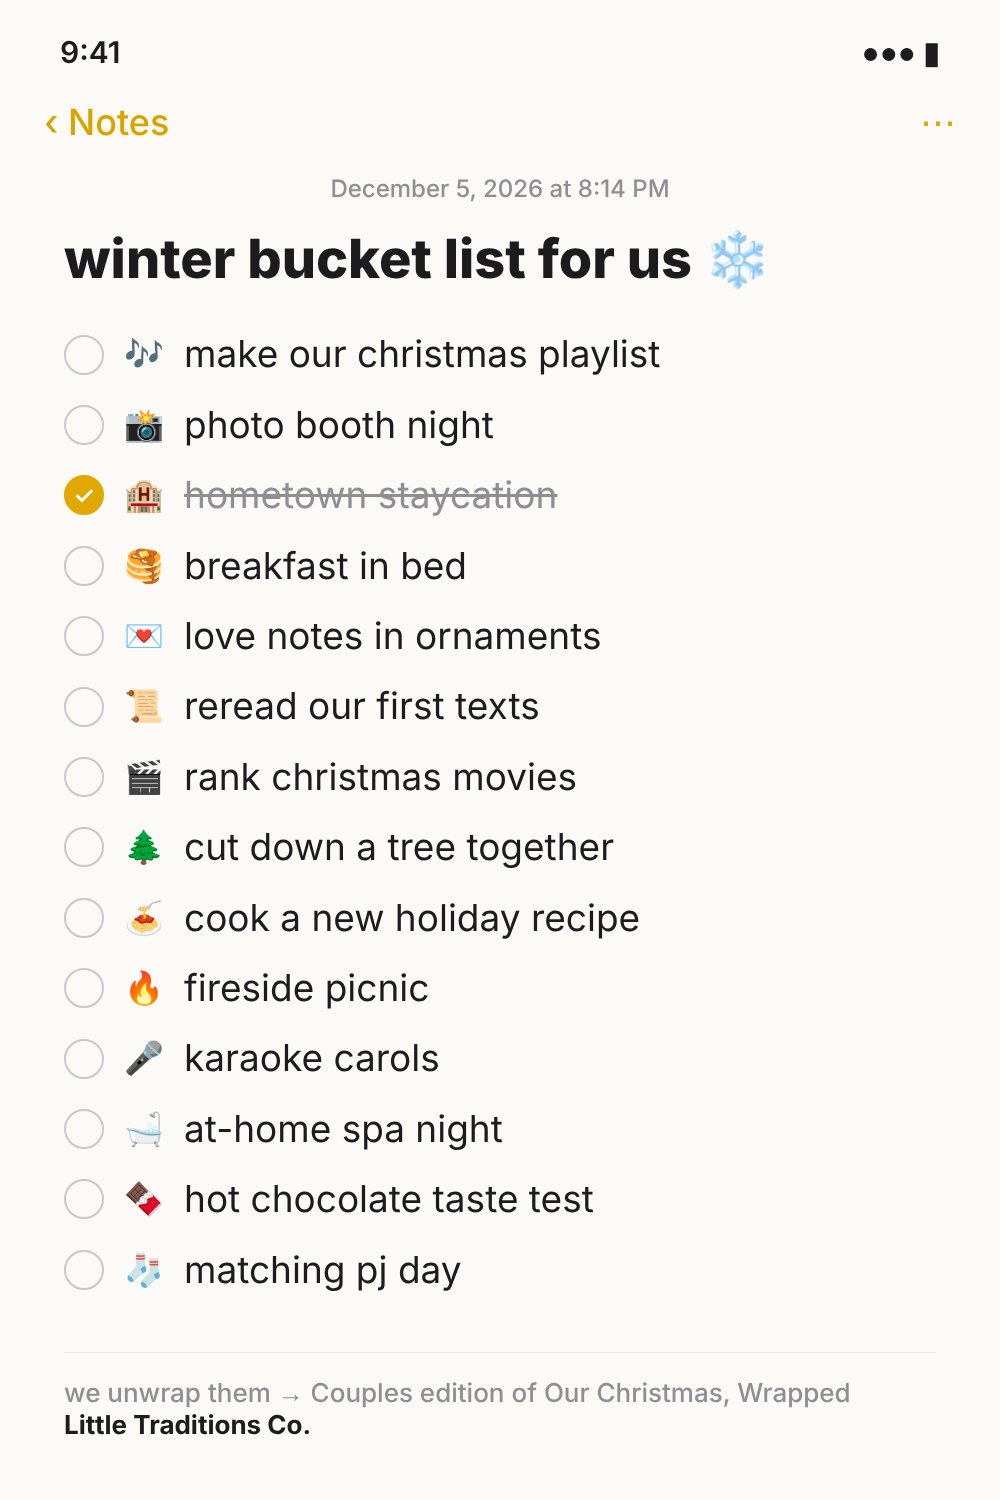 9:41
‹ Notes
···
December 5, 2026 at 8:14 PM
winter bucket list for us ❄️
🎶 make our christmas playlist
📸 photo booth night
🏩 hometown staycation
🥞 breakfast in bed
💌 love notes in ornaments
📜 reread our first texts
🎬 rank christmas movies
🌲 cut down a tree together
🍝 cook a new holiday recipe
🔥 fireside picnic
🎤 karaoke carols
🛁 at-home spa night
🍫 hot chocolate taste test
🧦 matching pj day
we unwrap them → Couples edition of Our Christmas, Wrapped
Little Traditions Co.